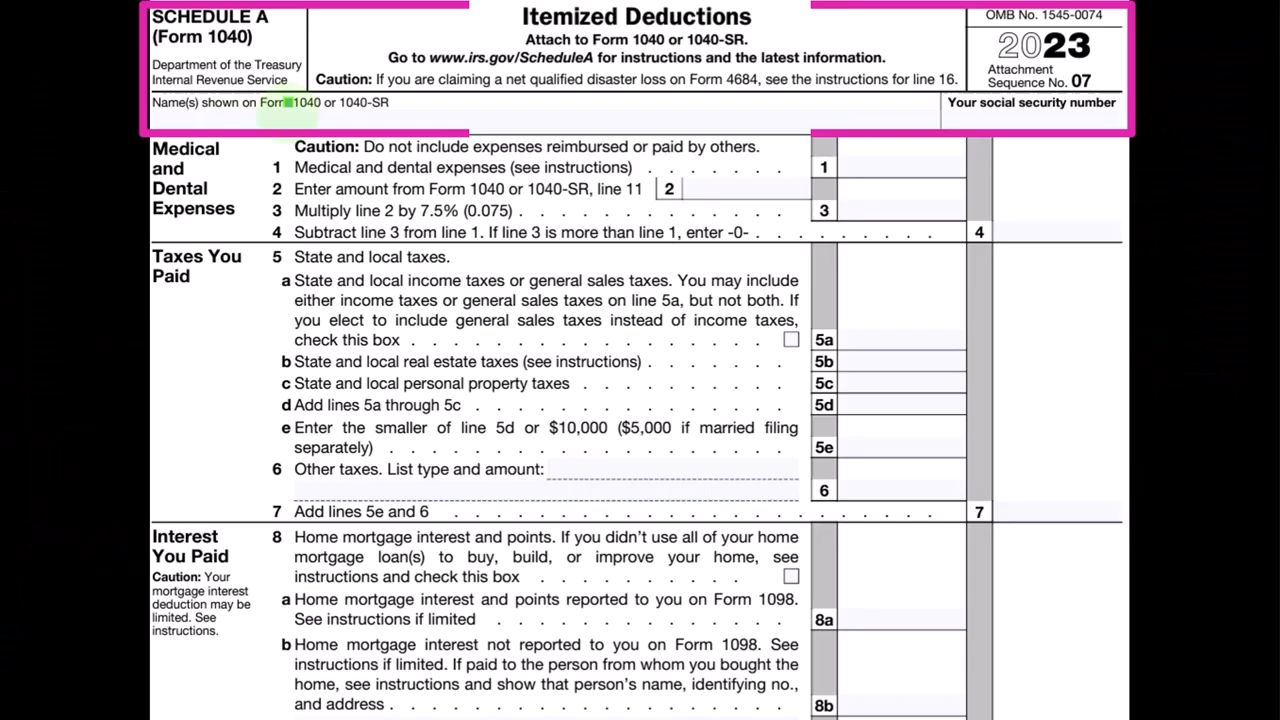 SCHEDULE A
(Form 1040)
Department of the Treasury
Internal Revenue Service
Itemized Deductions
Attach to Form 1040 or 1040-SR.
Go to www.irs.gov/ScheduleA for instructions and the latest information.
Caution: If you are claiming a net qualified disaster loss on Form 4684, see the instructions for line 16.
OMB No. 1545-0074
2023
Attachment
Sequence No. 07
Name(s) shown on Form 1040 or 1040-SR
Your social security number
Medical
and
Dental
Expenses
Caution: Do not include expenses reimbursed or paid by others.
1 Medical and dental expenses (see instructions) . . . . . . . 1
2 Enter amount from Form 1040 or 1040-SR, line 11 2
3 Multiply line 2 by 7.5% (0.075) . . . . . . . . . . . . . 3
4 Subtract line 3 from line 1. If line 3 is more than line 1, enter -0- . . . . . . . . . 4
Taxes You
Paid
5 State and local taxes.
a State and local income taxes or general sales taxes. You may include
either income taxes or general sales taxes on line 5a, but not both. If
you elect to include general sales taxes instead of income taxes,
check this box . . . . . . . . . . . . . . . . . 5a
b State and local real estate taxes (see instructions) . . . . . . . 5b
c State and local personal property taxes . . . . . . . . . . 5c
d Add lines 5a through 5c . . . . . . . . . . . . . . . 5d
e Enter the smaller of line 5d or $10,000 ($5,000 if married filing
separately) . . . . . . . . . . . . . . . . . . . 5e
6 Other taxes. List type and amount:
6
7 Add lines 5e and 6 . . . . . . . . . . . . . . . . . . . . . 7
Interest
You Paid
Caution: Your
mortgage interest
deduction may be
limited. See
instructions.
8 Home mortgage interest and points. If you didn't use all of your home
mortgage loan(s) to buy, build, or improve your home, see
instructions and check this box . . . . . . . . .
a Home mortgage interest and points reported to you on Form 1098.
See instructions if limited . . . . . . . . . . . . . . 8a
b Home mortgage interest not reported to you on Form 1098. See
instructions if limited. If paid to the person from whom you bought the
home, see instructions and show that person's name, identifying no.,
and address . . . . . . . . . . . . . . . . . . 8b